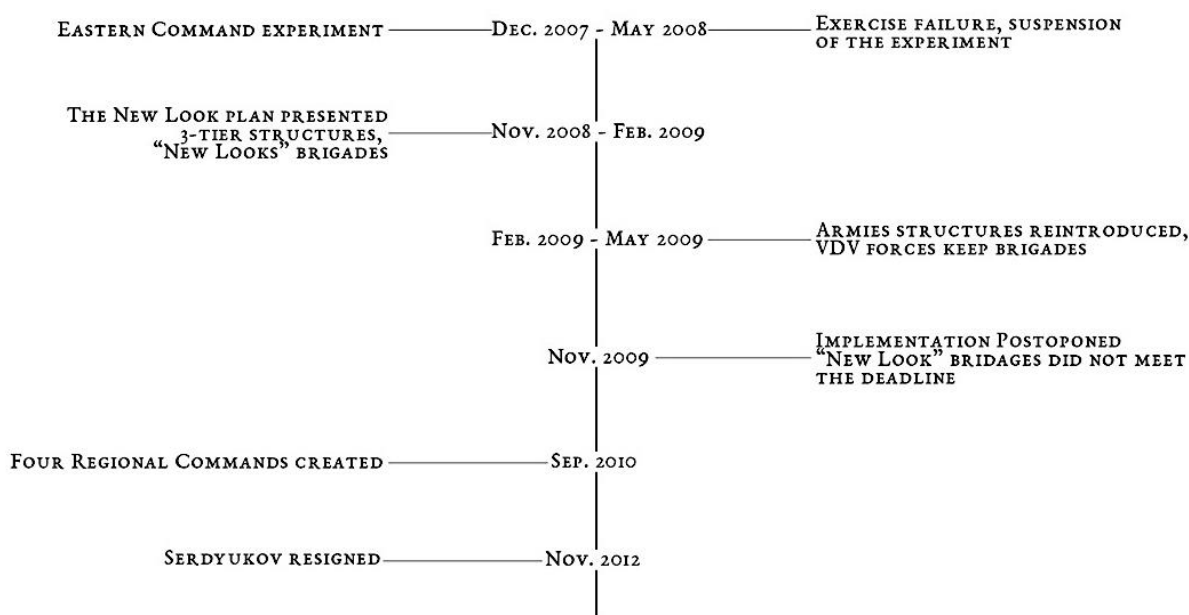 Eastern Command experiment
Dec. 2007 - May 2008
Exercise failure, suspension
of the experiment
The New Look plan presented
3-tier structures,
“New Looks” brigades
Nov. 2008 - Feb. 2009
Feb. 2009 - May 2009
Armies structures reintroduced,
VDV forces keep brigades
Nov. 2009
Implementation Postoponed
“New Look” bridages did not meet
the deadline
Four Regional Commands created
Sep. 2010
Serdyukov resigned
Nov. 2012